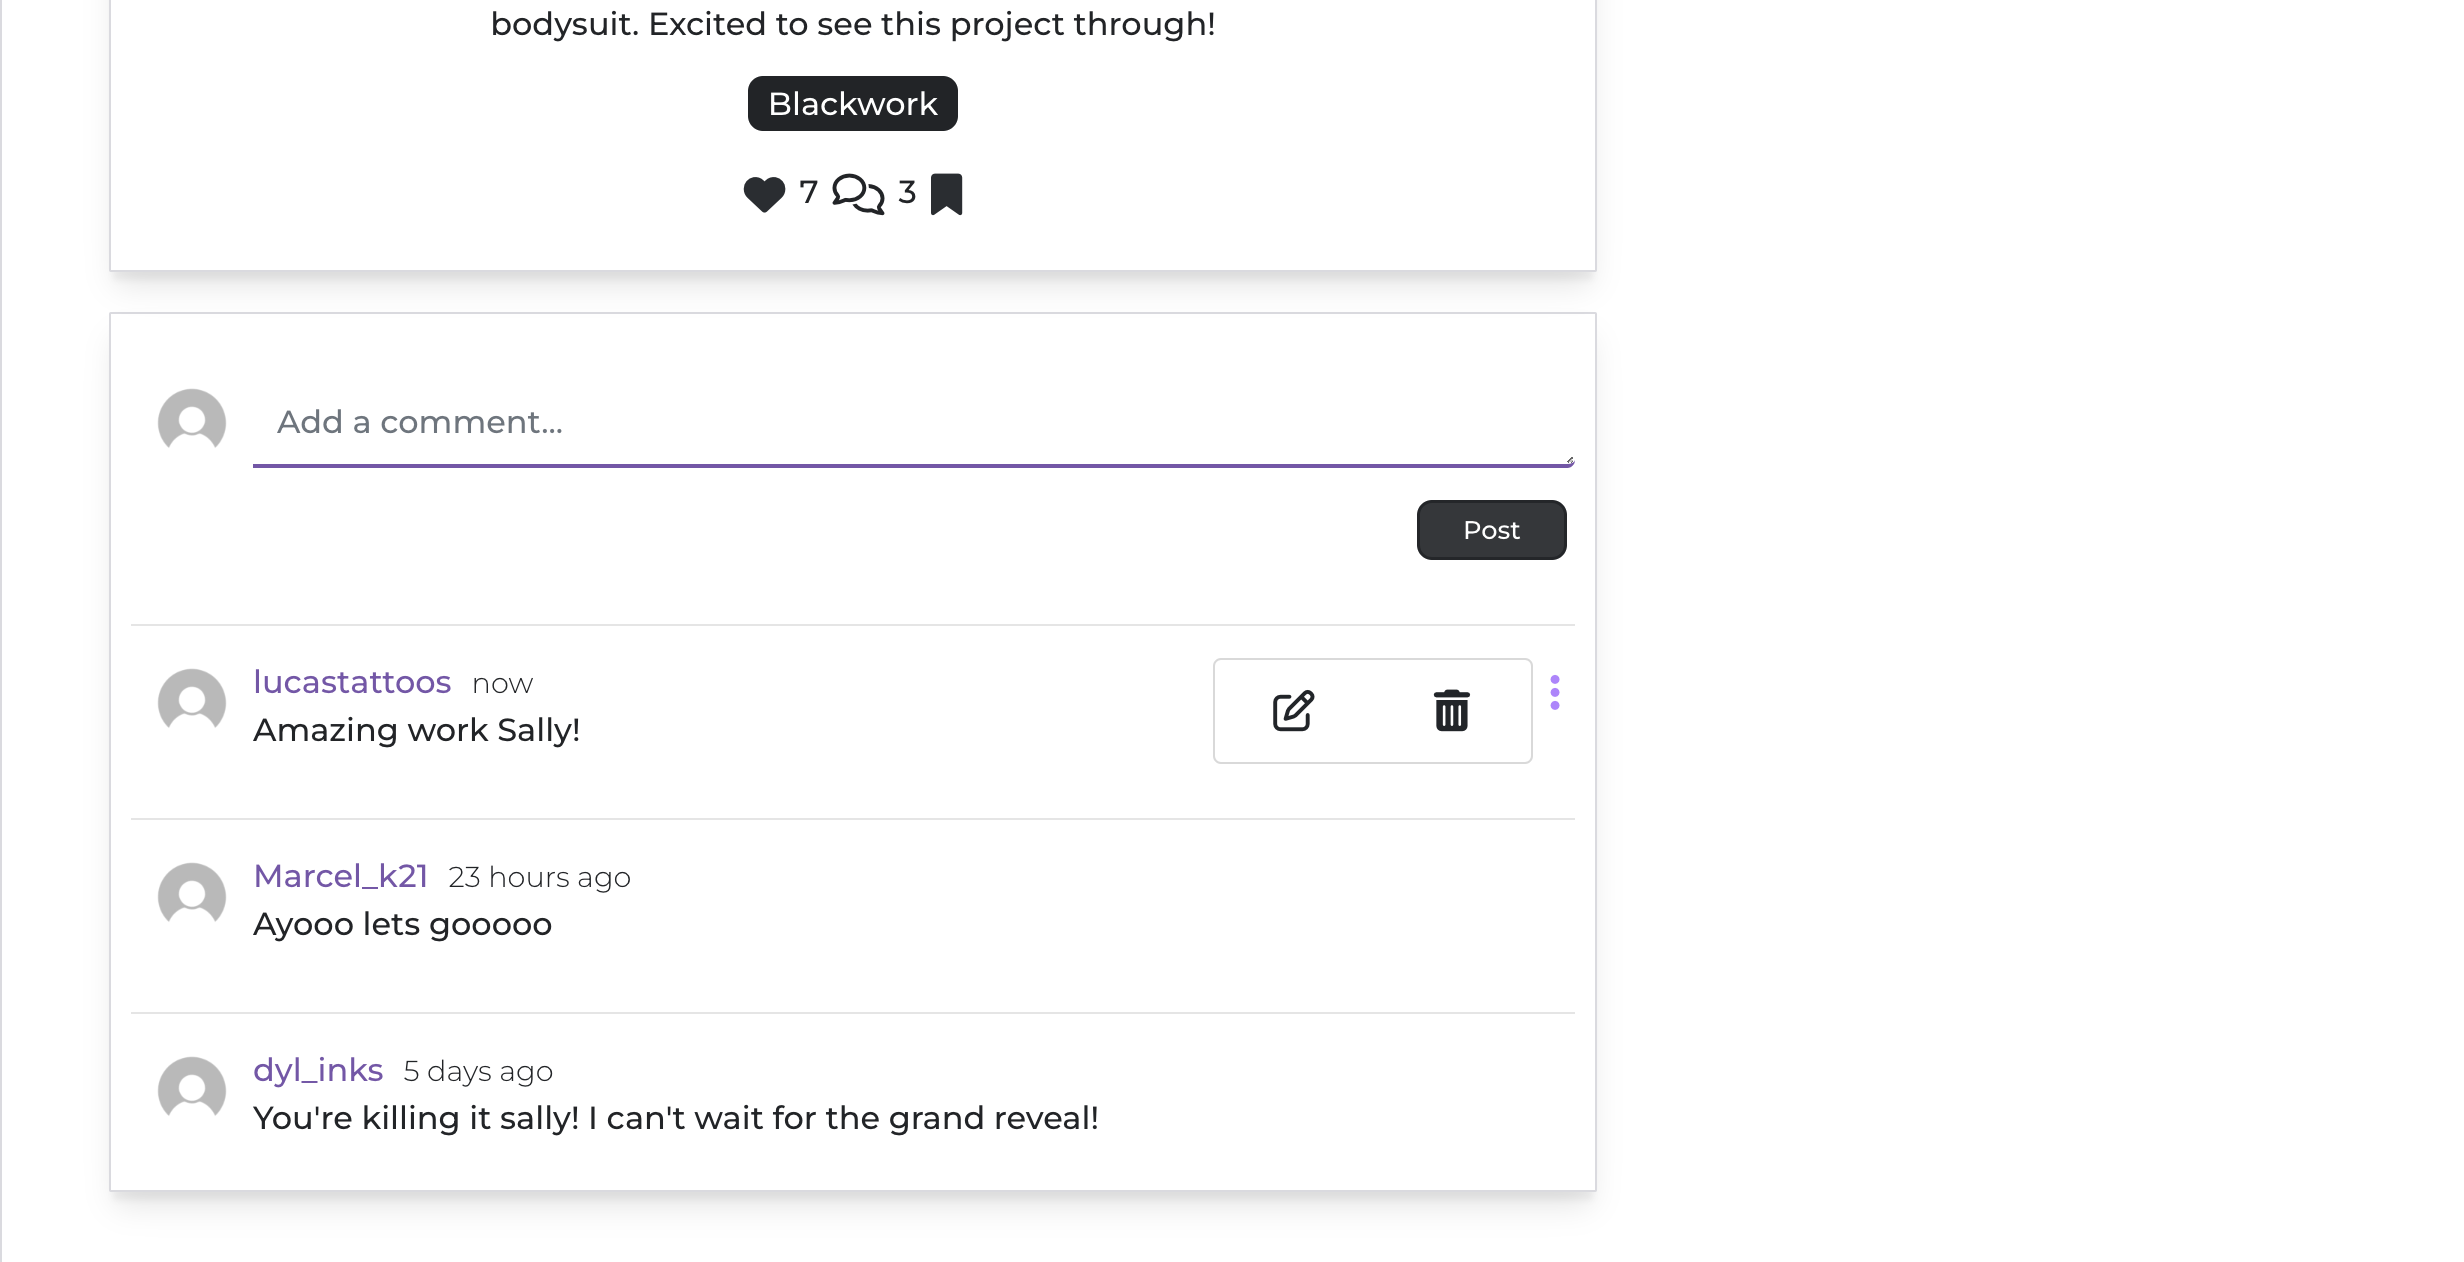 bodysuit. Excited to see this project through!
Blackwork
7 3
Add a comment...
Post
lucastattoos now
Amazing work Sally!
Marcel_k21 23 hours ago
Ayooo lets gooooo
dyl_inks 5 days ago
You're killing it sally! I can't wait for the grand reveal!